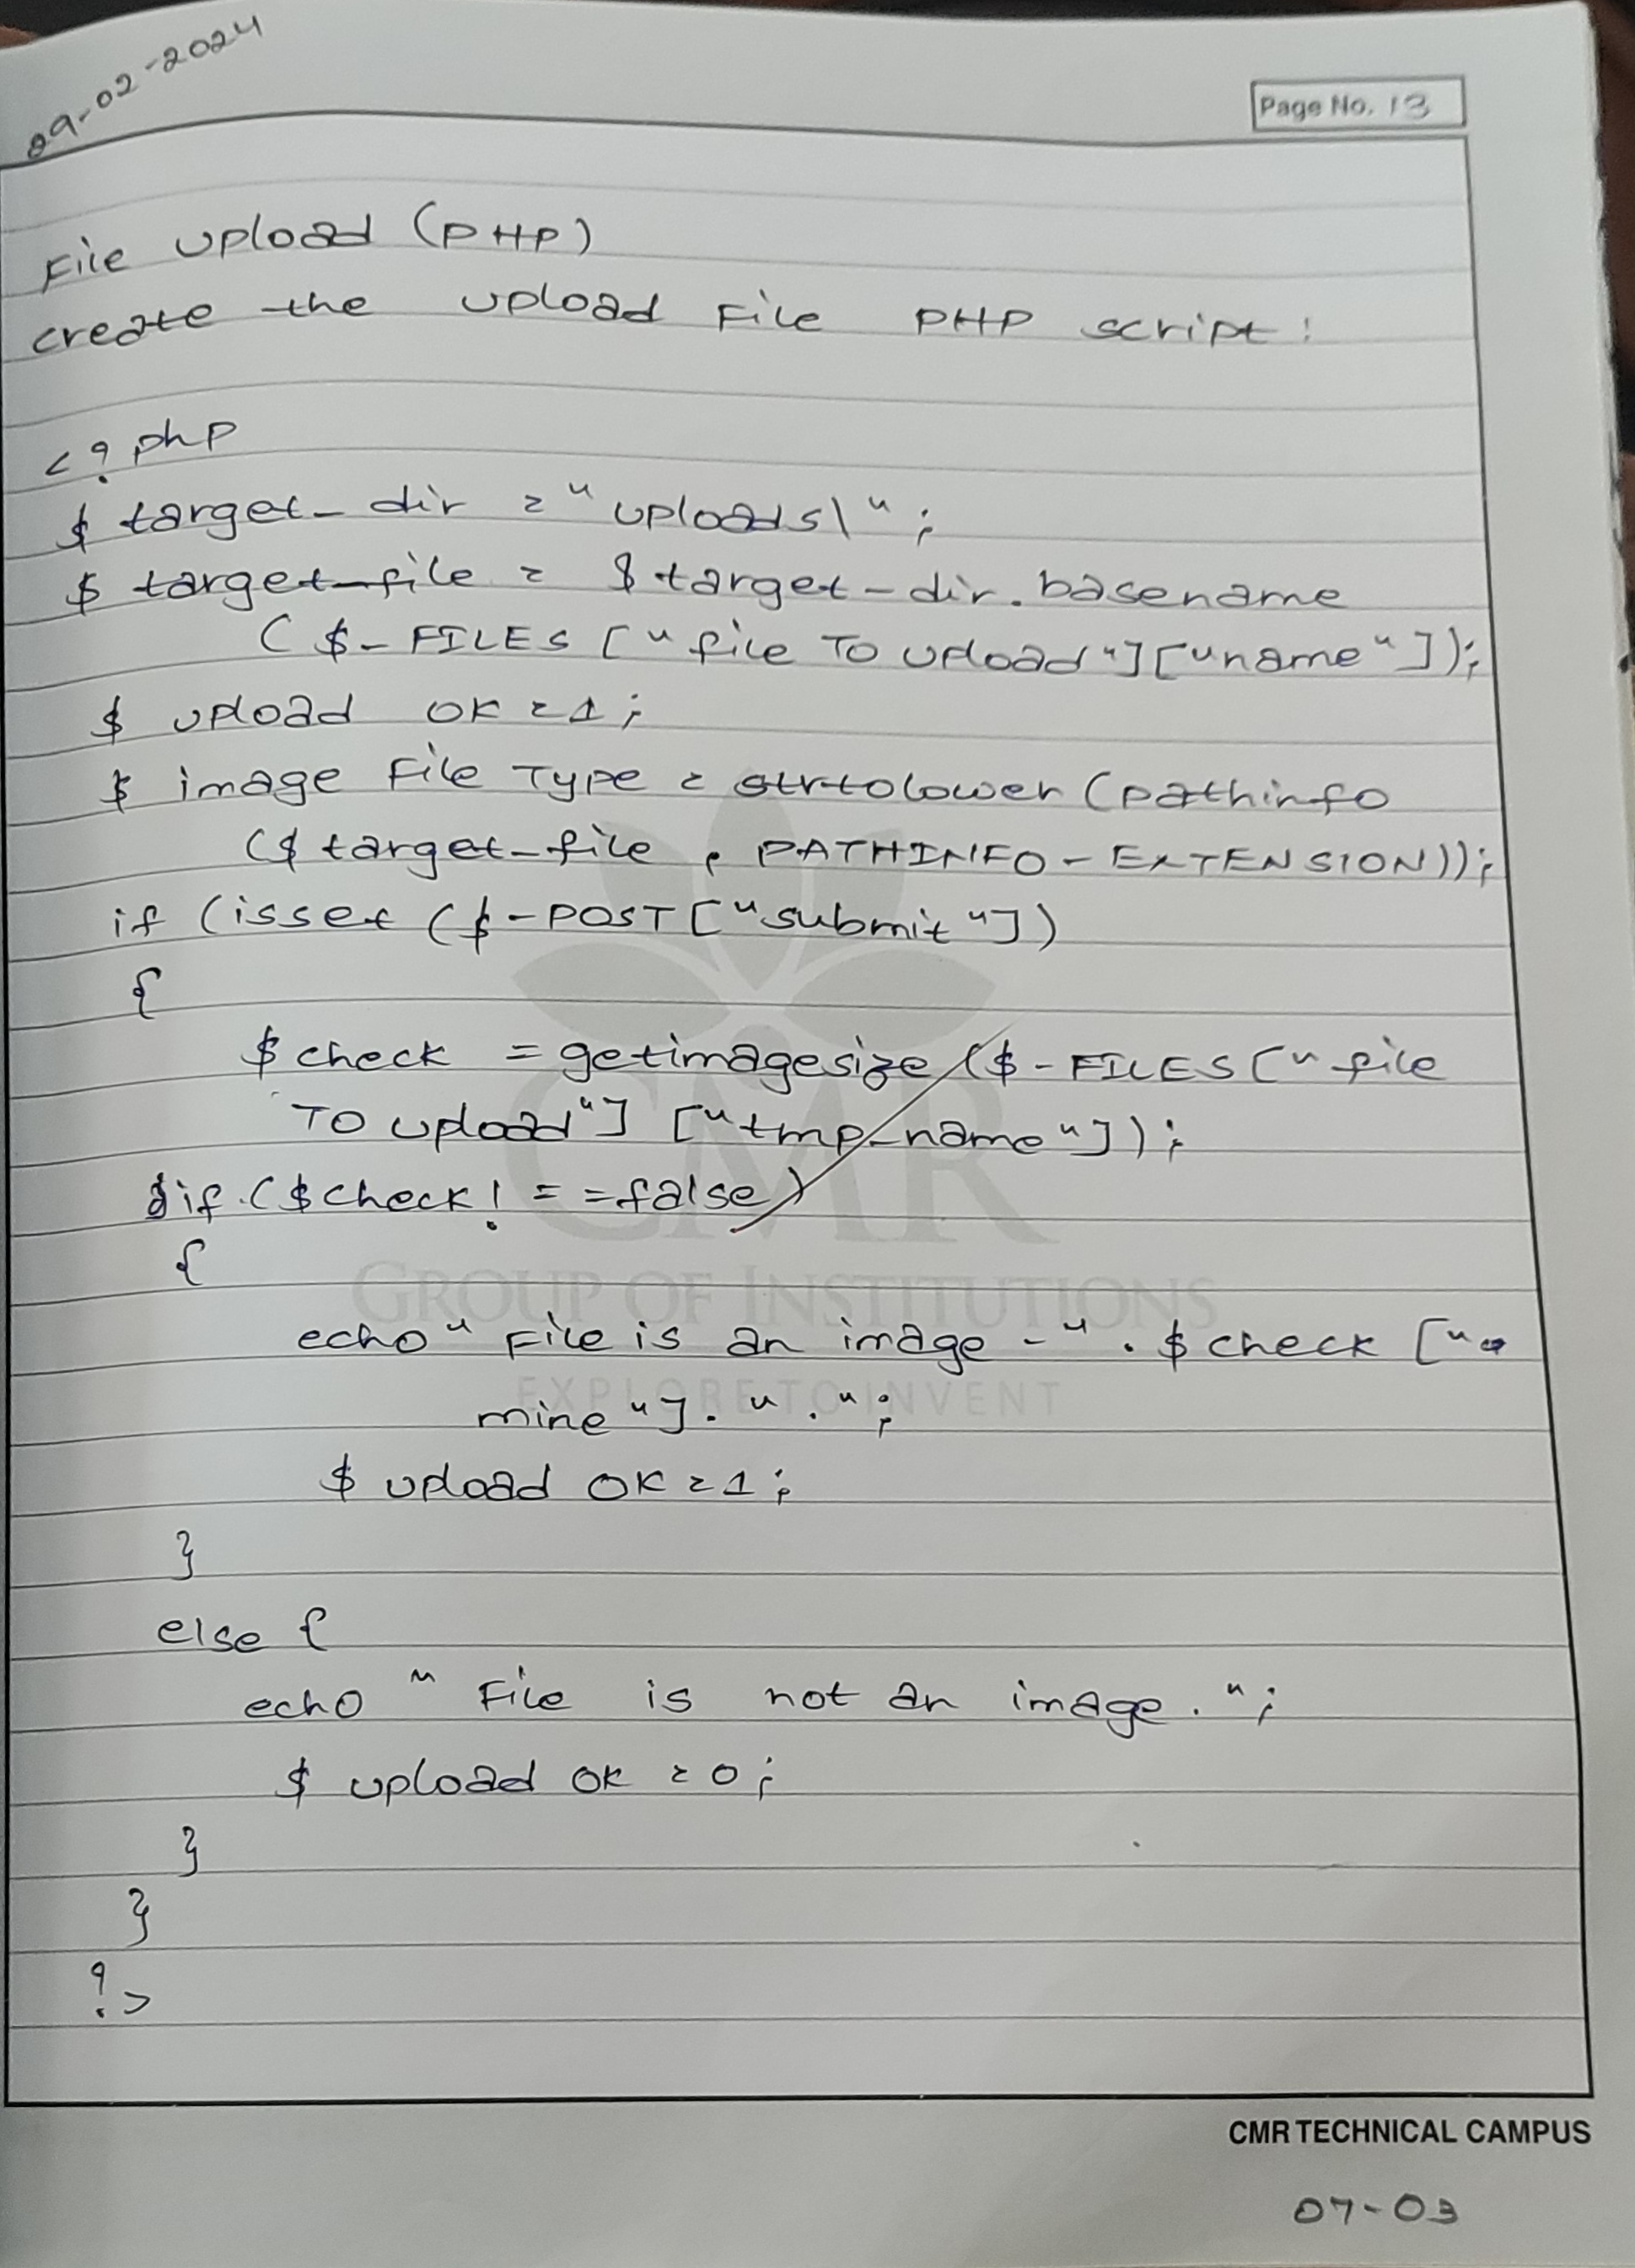 09-02-2024
Page No. 13
File upload (PHP)
create the upload File PHP script:
<?php
$ target_dir = "uploads\";
$ target_file = $target_dir.basename
($_FILES ["file To upload"]["name"]);
$ upload ok = 1;
$ image File Type = strtolower (pathinfo
($target_file, PATHINFO_EXTENSION));
if (isset ($_POST ["submit"])
{
$check = getimagesize ($_FILES ["file
To upload"] ["tmp_name"]);
if ($check! == false)
{
echo "File is an image - " . $check ["
mine"]. ".";
$ upload ok = 1;
}
else {
echo "File is not an image.";
$ upload ok = 0;
}
}
?>
CMR
GROUP OF INSTITUTIONS
EXPLORE TO INVENT
CMR TECHNICAL CAMPUS
07-03